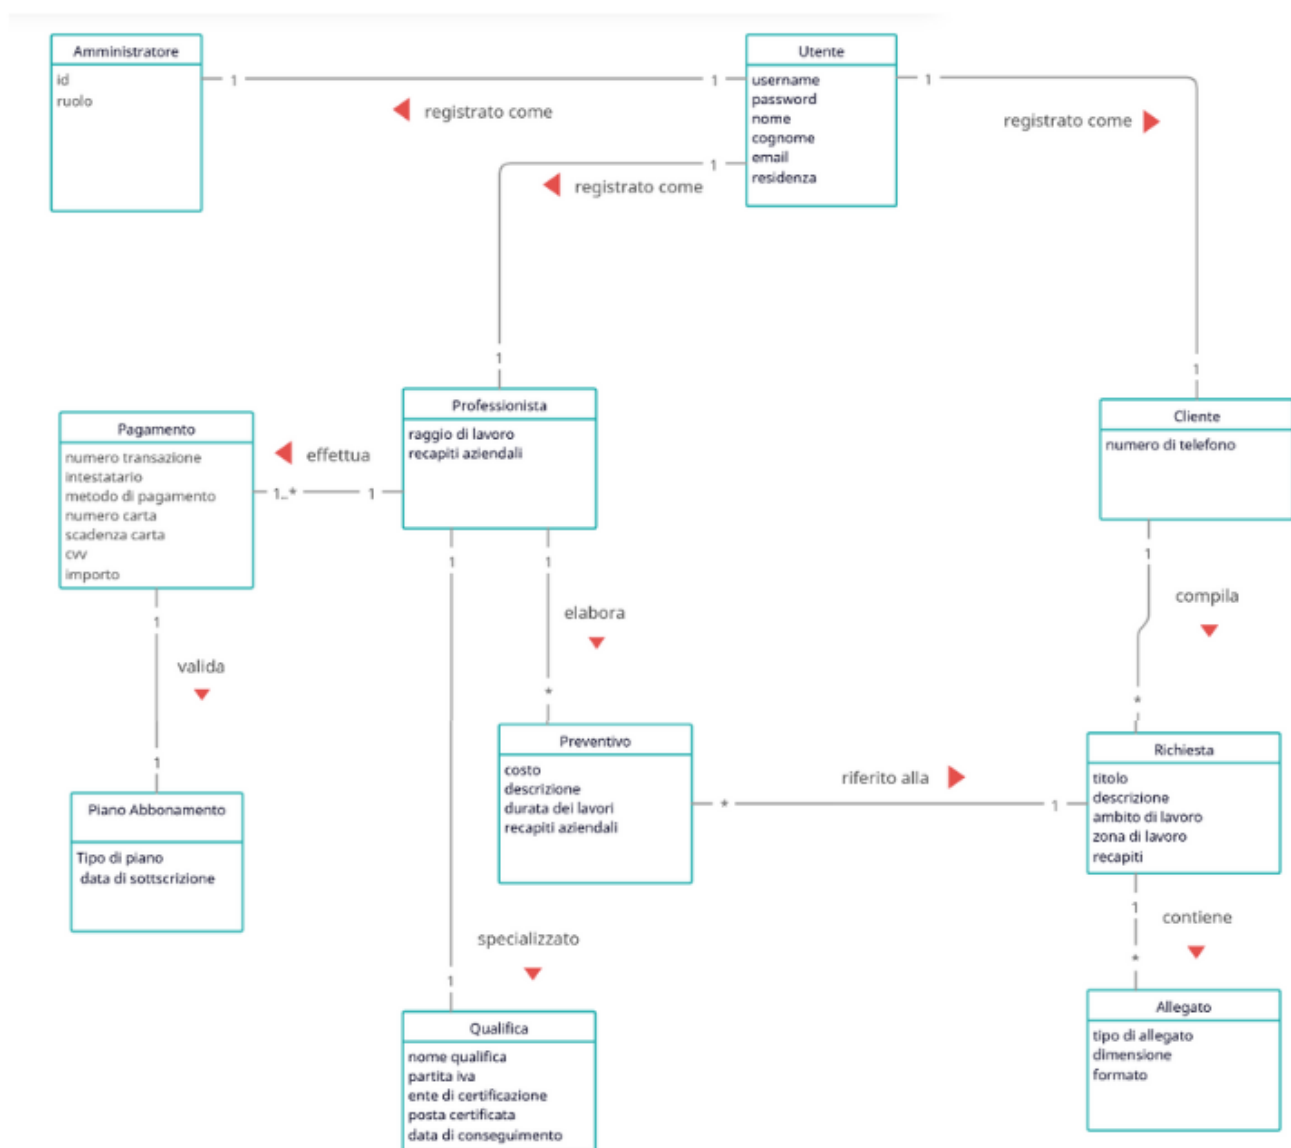 Amministratore
id
ruolo
1
1
registrato come
Utente
username
password
nome
cognome
email
residenza
1
registrato come
1
registrato come
1
1
Professionista
raggio di lavoro
recapiti aziendali
Pagamento
numero transazione
intestatario
metodo di pagamento
numero carta
scadenza carta
cvv
importo
effettua
1..*
1
Cliente
numero di telefono
1
valida
1
1
1
elabora
*
1
compila
*
Piano Abbonamento
Tipo di piano
data di sottscrizione
Preventivo
costo
descrizione
durata dei lavori
recapiti aziendali
riferito alla
*
1
Richiesta
titolo
descrizione
ambito di lavoro
zona di lavoro
recapiti
specializzato
1
1
contiene
*
Qualifica
nome qualifica
partita iva
ente di certificazione
posta certificata
data di conseguimento
Allegato
tipo di allegato
dimensione
formato